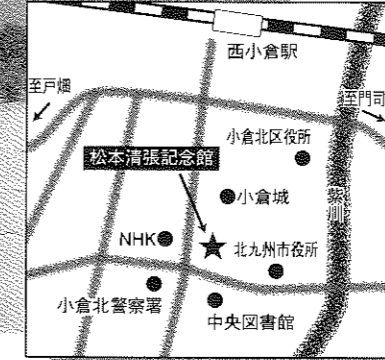 西小倉駅
至戸畑
至門司
小倉北区役所
松本清張記念館
小倉城
紫川
NHK
北九州市役所
小倉北警察署
中央図書館